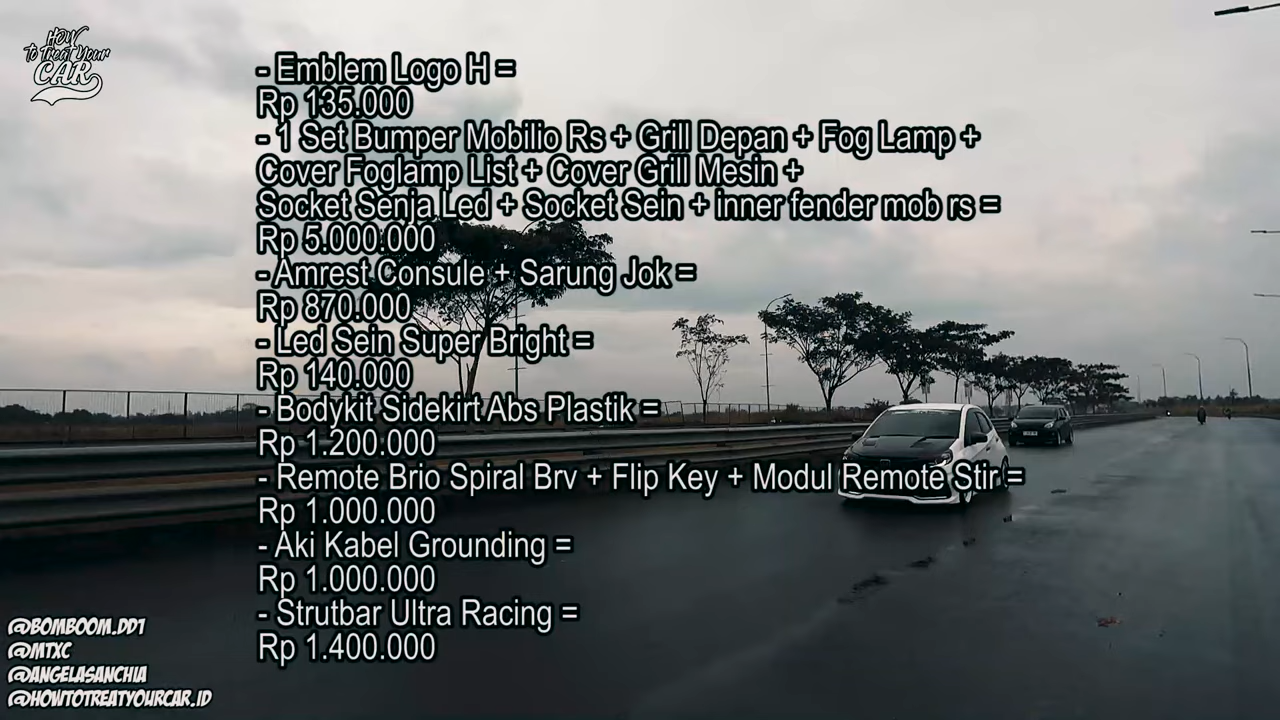 HOW
To Treat Your
CAR
- Emblem Logo H =
Rp 135.000
- 1 Set Bumper Mobilio Rs + Grill Depan + Fog Lamp +
Cover Foglamp List + Cover Grill Mesin +
Socket Senja Led + Socket Sein + inner fender mob rs =
Rp 5.000.000
- Amrest Consule + Sarung Jok =
Rp 870.000
- Led Sein Super Bright =
Rp 140.000
- Bodykit Sidekirt Abs Plastik =
Rp 1.200.000
- Remote Brio Spiral Brv + Flip Key + Modul Remote Stir =
Rp 1.000.000
- Aki Kabel Grounding =
Rp 1.000.000
- Strutbar Ultra Racing =
Rp 1.400.000
@BOMBOOM.DD1
@MTXC
@ANGELASANCHIA
@HOWTOTREATYOURCAR.ID